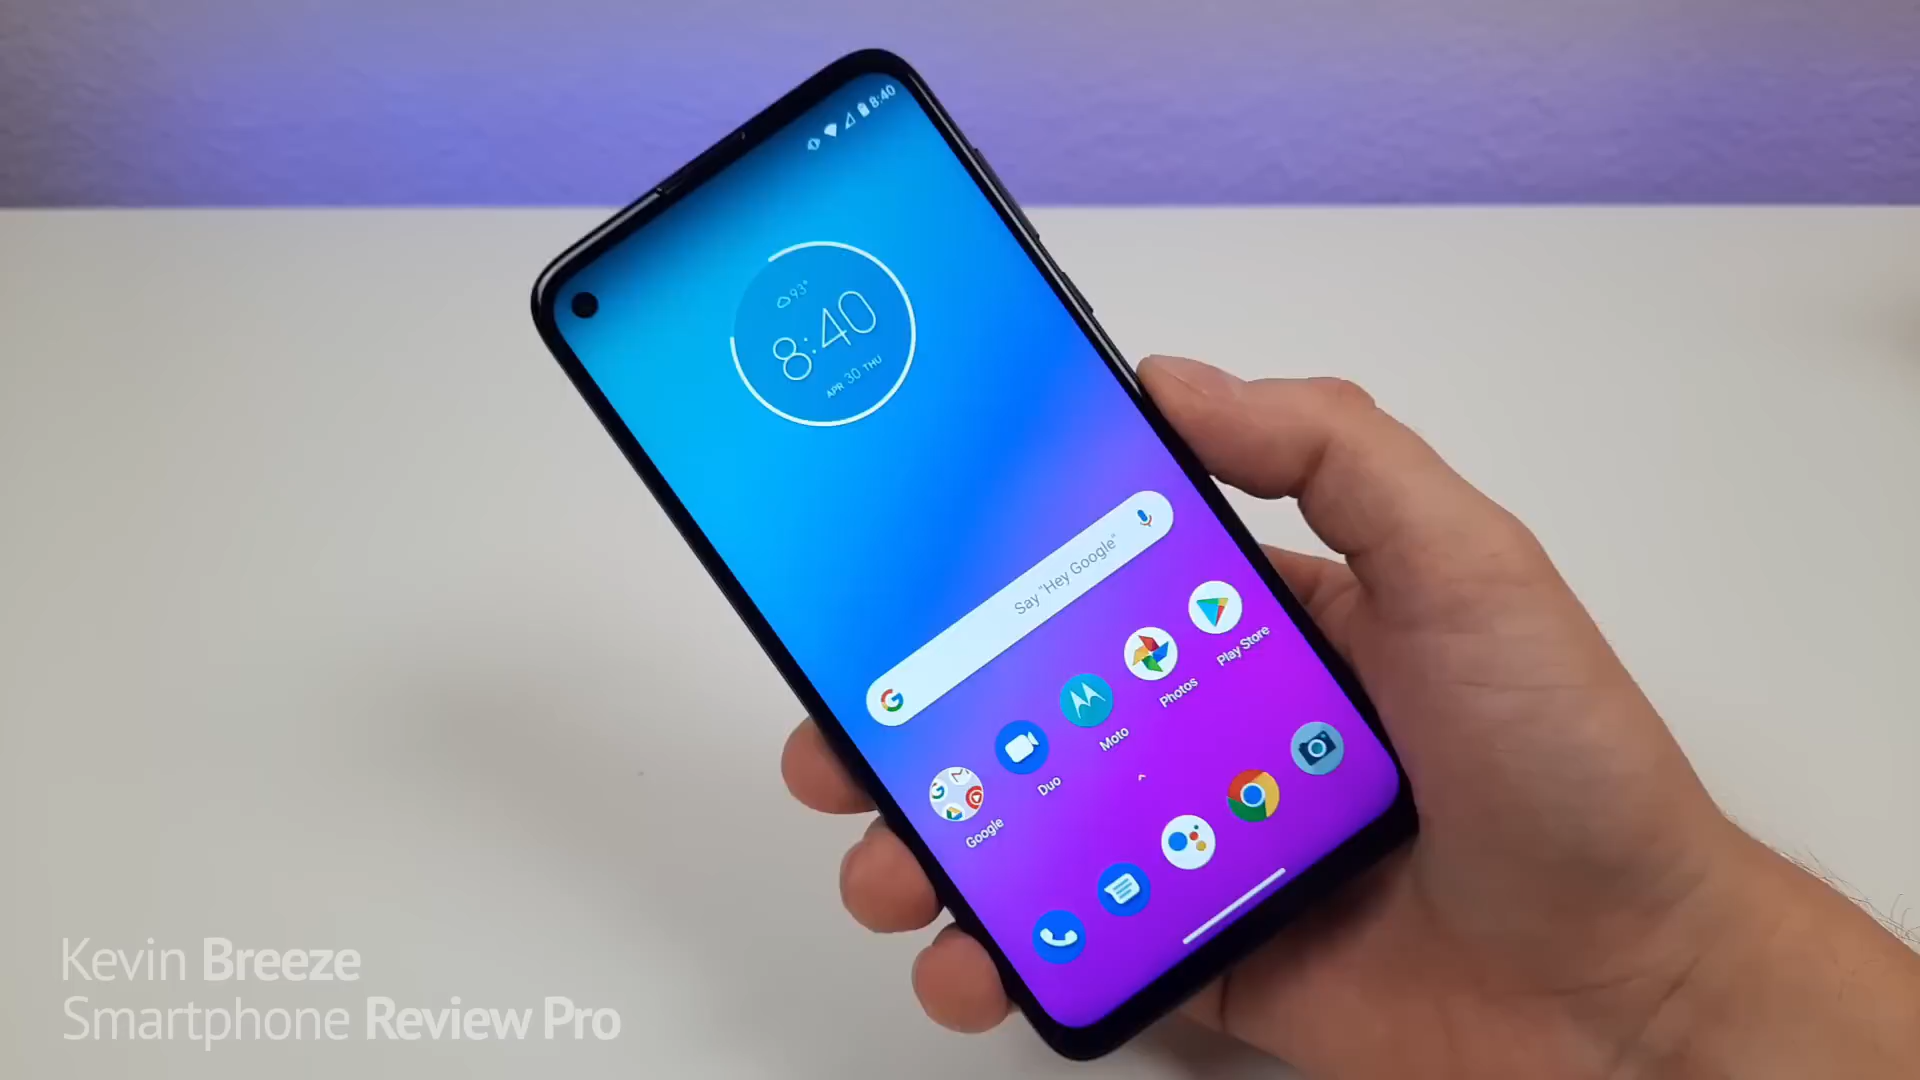 8:40
93°
8:40
APR 30 THU
Say "Hey Google"
Google
Duo
Moto
Photos
Play Store
Kevin Breeze
Smartphone Review Pro